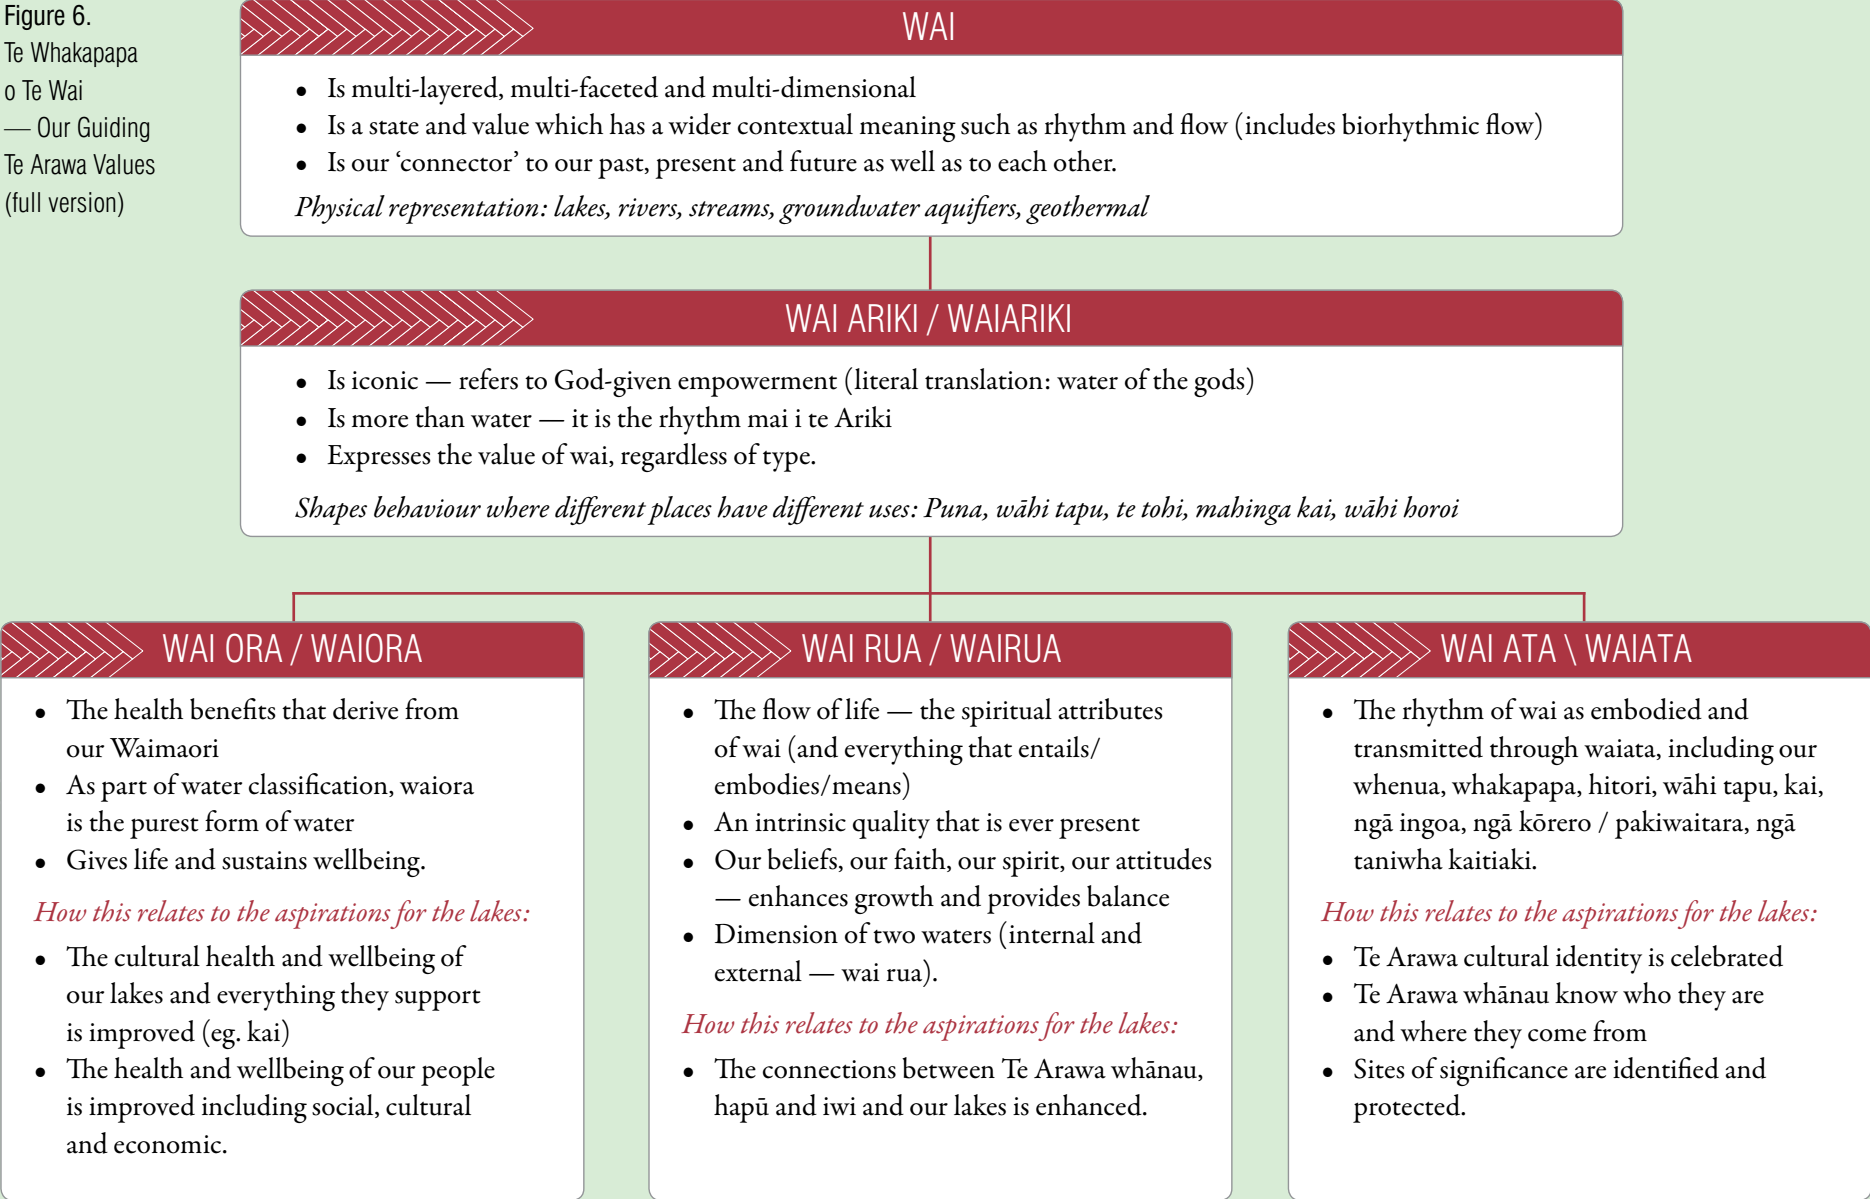 Figure 6.
Te Whakapapa
o Te Wai
— Our Guiding
Te Arawa Values
(full version)
WAI
• Is multi-layered, multi-faceted and multi-dimensional
• Is a state and value which has a wider contextual meaning such as rhythm and flow (includes biorhythmic flow)
• Is our ‘connector’ to our past, present and future as well as to each other.
Physical representation: lakes, rivers, streams, groundwater aquifiers, geothermal
WAI ARIKI / WAIARIKI
• Is iconic — refers to God-given empowerment (literal translation: water of the gods)
• Is more than water — it is the rhythm mai i te Ariki
• Expresses the value of wai, regardless of type.
Shapes behaviour where different places have different uses: Puna, wāhi tapu, te tohi, mahinga kai, wāhi horoi
WAI ORA / WAIORA
• The health benefits that derive from
our Waimaori
• As part of water classification, waiora
is the purest form of water
• Gives life and sustains wellbeing.
How this relates to the aspirations for the lakes:
• The cultural health and wellbeing of
our lakes and everything they support
is improved (eg. kai)
• The health and wellbeing of our people
is improved including social, cultural
and economic.
WAI RUA / WAIRUA
• The flow of life — the spiritual attributes
of wai (and everything that entails/
embodies/means)
• An intrinsic quality that is ever present
• Our beliefs, our faith, our spirit, our attitudes
— enhances growth and provides balance
• Dimension of two waters (internal and
external — wai rua).
How this relates to the aspirations for the lakes:
• The connections between Te Arawa whānau,
hapū and iwi and our lakes is enhanced.
WAI ATA \ WAIATA
• The rhythm of wai as embodied and
transmitted through waiata, including our
whenua, whakapapa, hitori, wāhi tapu, kai,
ngā ingoa, ngā kōrero / pakiwaitara, ngā
taniwha kaitiaki.
How this relates to the aspirations for the lakes:
• Te Arawa cultural identity is celebrated
• Te Arawa whānau know who they are
and where they come from
• Sites of significance are identified and
protected.